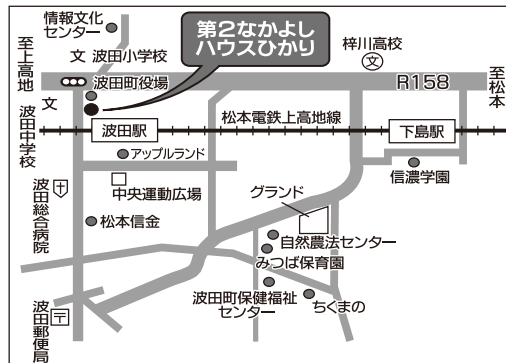 情報文化
センター
第2なかよし
ハウスひかり
梓川高校
文
至上高地
文 波田小学校
波田町役場
R158
至松本
文
波田中学校
波田駅
松本電鉄上高地線
下島駅
アップルランド
信濃学園
中央運動広場
グランド
波田総合病院
松本信金
自然農法センター
みつば保育園
波田町保健福祉
センター
ちくまの
波田郵便局